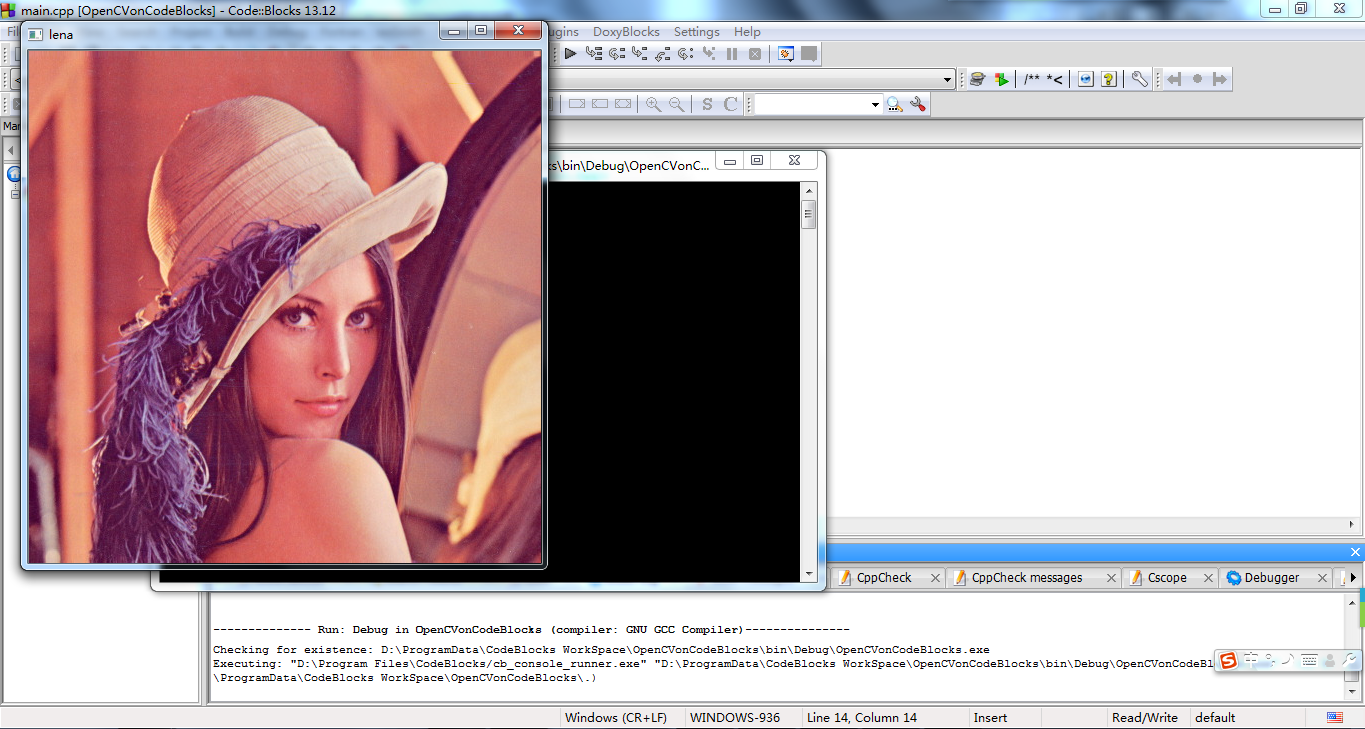 main.cpp [OpenCVonCodeBlocks] - Code::Blocks 13.12
lena
DoxyBlocks Settings Help
/** *<
S C
\bin\Debug\OpenCVonC...
CppCheck CppCheck messages Cscope Debugger
-------------- Run: Debug in OpenCVonCodeBlocks (compiler: GNU GCC Compiler)---------------
Checking for existence: D:\ProgramData\CodeBlocks WorkSpace\OpenCVonCodeBlocks\bin\Debug\OpenCVonCodeBlocks.exe
Executing: "D:\Program Files\CodeBlocks/cb_console_runner.exe" "D:\ProgramData\CodeBlocks WorkSpace\OpenCVonCodeBlocks\bin\Debug\OpenCVonCodeBl
\ProgramData\CodeBlocks WorkSpace\OpenCVonCodeBlocks\.)
S 中
Windows (CR+LF) WINDOWS-936 Line 14, Column 14 Insert Read/Write default